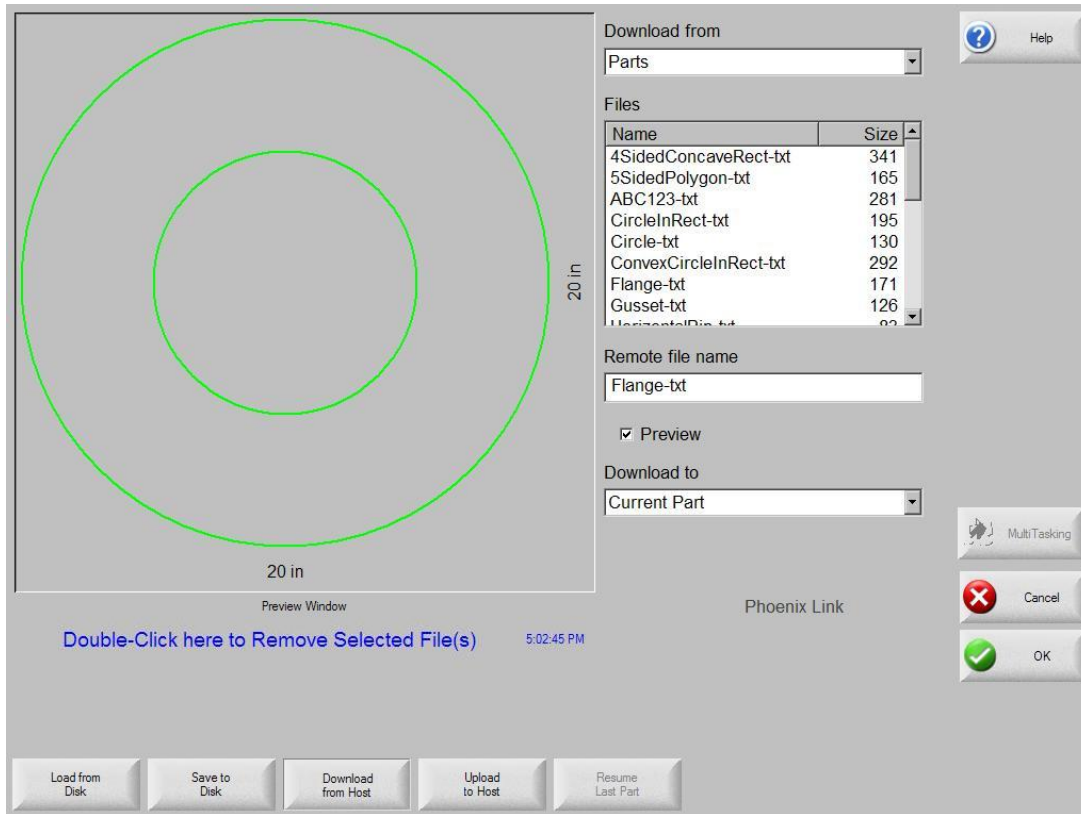 Download from
Parts
Help
Files
Name Size
4SidedConcaveRect-txt 341
5SidedPolygon-txt 165
ABC123-txt 281
CircleInRect-txt 195
Circle-txt 130
ConvexCircleInRect-txt 292
Flange-txt 171
Gusset-txt 126
20 in
Remote file name
Flange-txt
Preview
Download to
Current Part
MultiTasking
20 in
Preview Window
Phoenix Link
Cancel
Double-Click here to Remove Selected File(s) 5:02:45 PM
OK
Load from
Disk
Save to
Disk
Download
from Host
Upload
to Host
Resume
Last Part